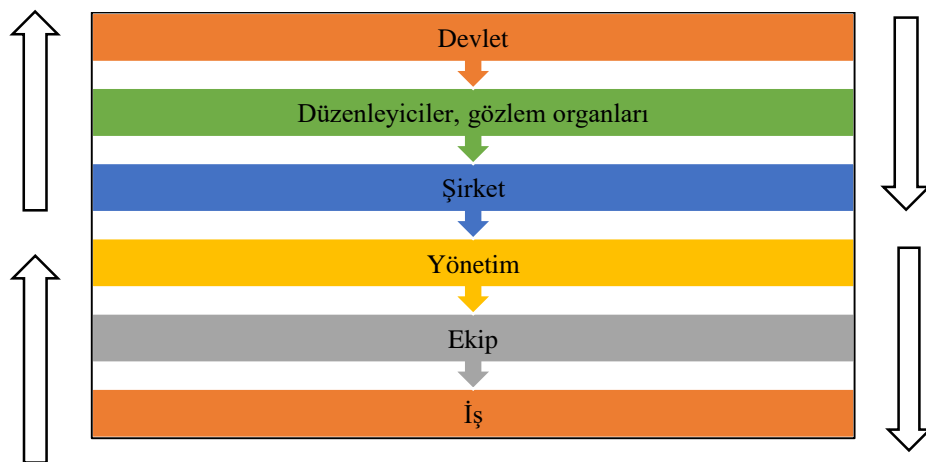 Devlet
Düzenleyiciler, gözlem organları
Şirket
Yönetim
Ekip
İş